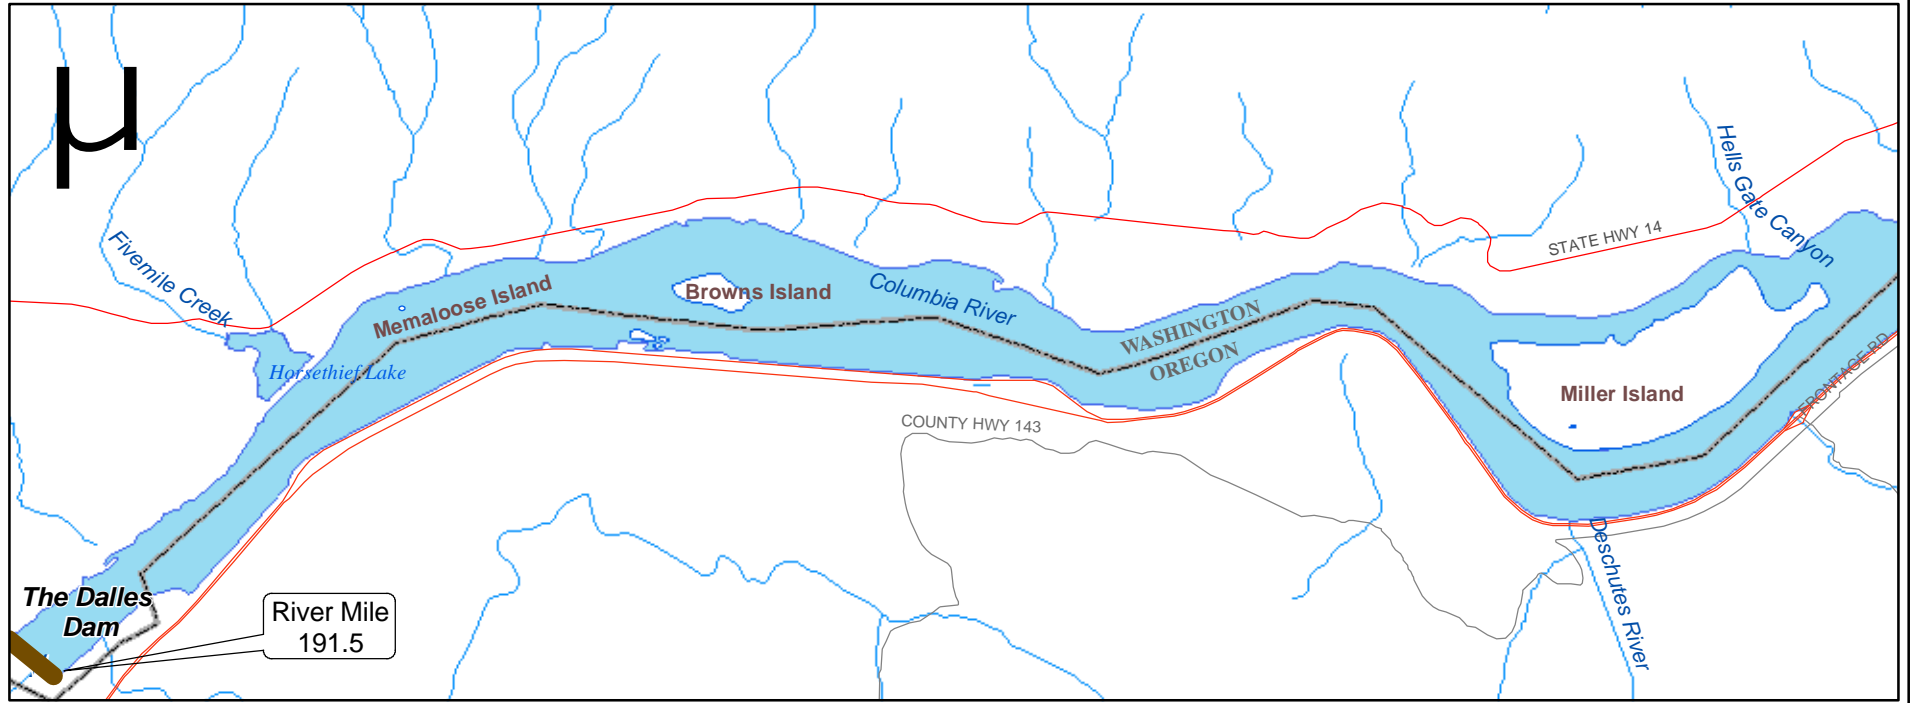 µ
Hells Gate Canyon
STATE HWY 14
Fivemile Creek
Memaloose Island
Browns Island
Columbia River
WASHINGTON
OREGON
Horsethief Lake
Miller Island
FRONTAGE RD
COUNTY HWY 143
Deschutes River
The Dalles
Dam
River Mile
191.5